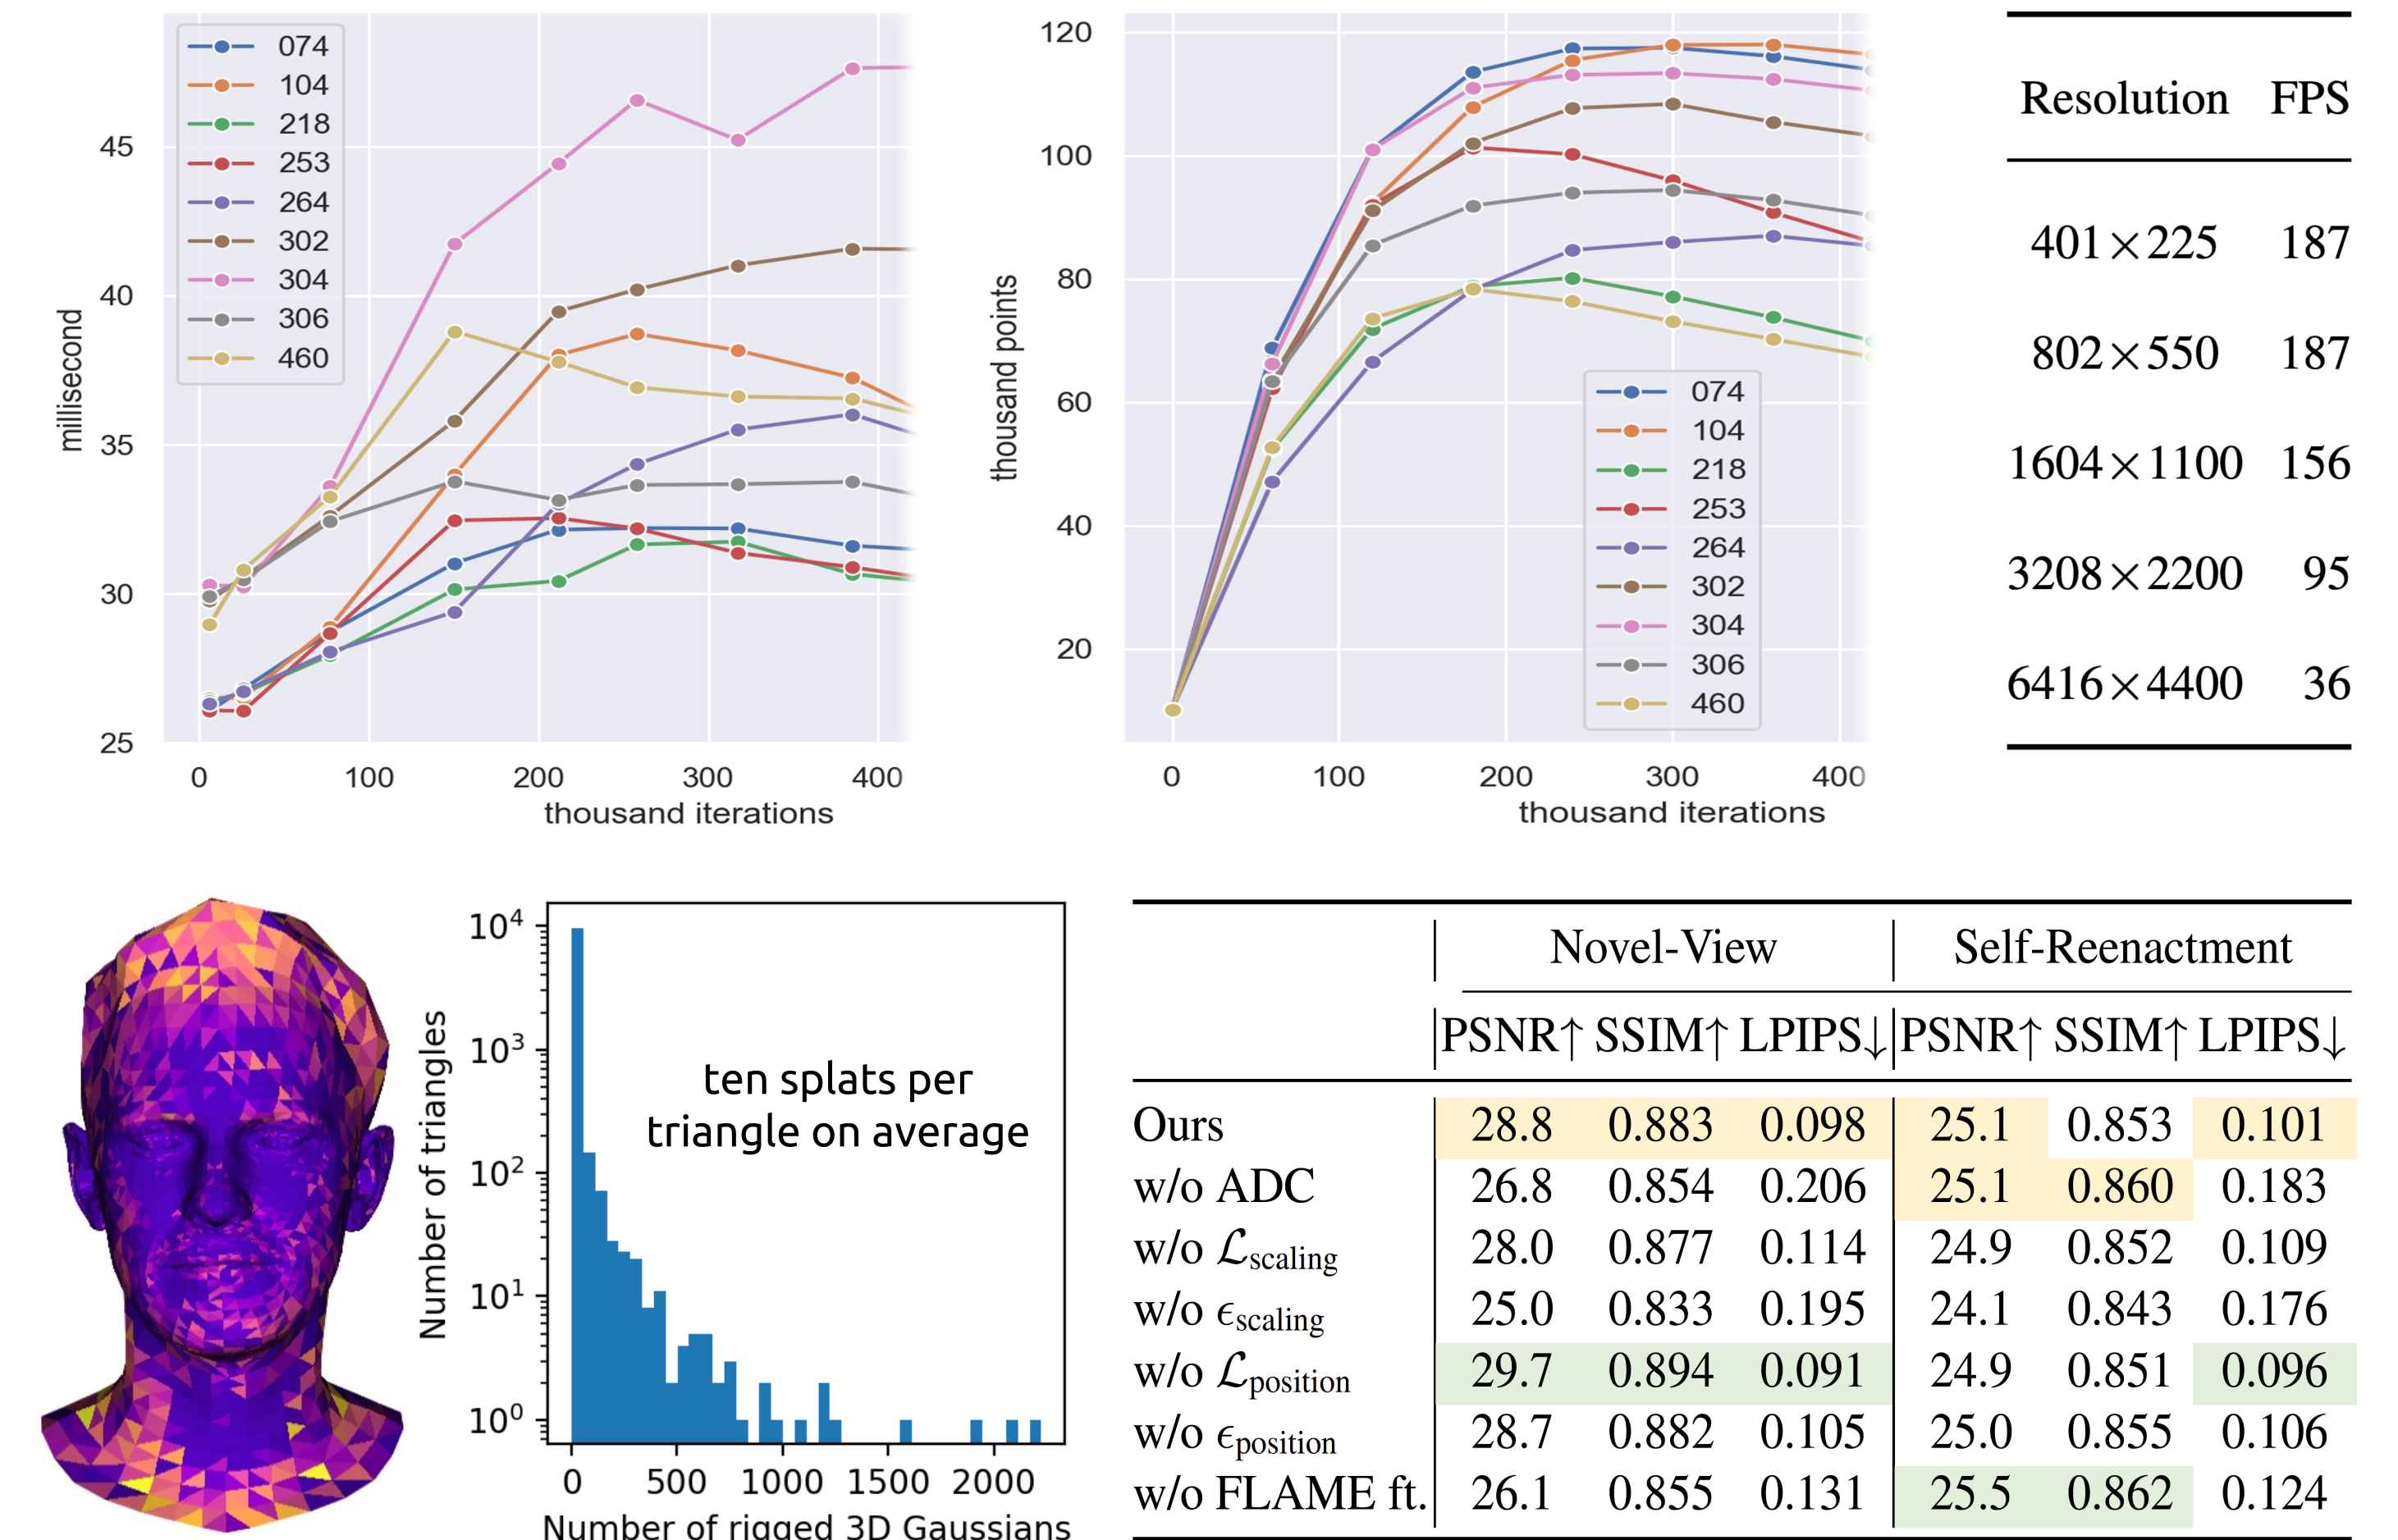 074
104
218
253
264
302
304
306
460
45
40
35
30
25
millisecond
0 100 200 300 400
thousand iterations
120
100
80
60
40
20
thousand points
074
104
218
253
264
302
304
306
460
0 100 200 300 400
thousand iterations
Resolution FPS
401×225 187
802×550 187
1604×1100 156
3208×2200 95
6416×4400 36
10⁴
10³
10²
10¹
10⁰
Number of triangles
ten splats per
triangle on average
0 500 1000 1500 2000
Number of rigged 3D Gaussians
Novel-View Self-Reenactment
PSNR↑ SSIM↑ LPIPS↓ PSNR↑ SSIM↑ LPIPS↓
Ours 28.8 0.883 0.098 25.1 0.853 0.101
w/o ADC 26.8 0.854 0.206 25.1 0.860 0.183
w/o ℒscaling 28.0 0.877 0.114 24.9 0.852 0.109
w/o ϵscaling 25.0 0.833 0.195 24.1 0.843 0.176
w/o ℒposition 29.7 0.894 0.091 24.9 0.851 0.096
w/o ϵposition 28.7 0.882 0.105 25.0 0.855 0.106
w/o FLAME ft. 26.1 0.855 0.131 25.5 0.862 0.124